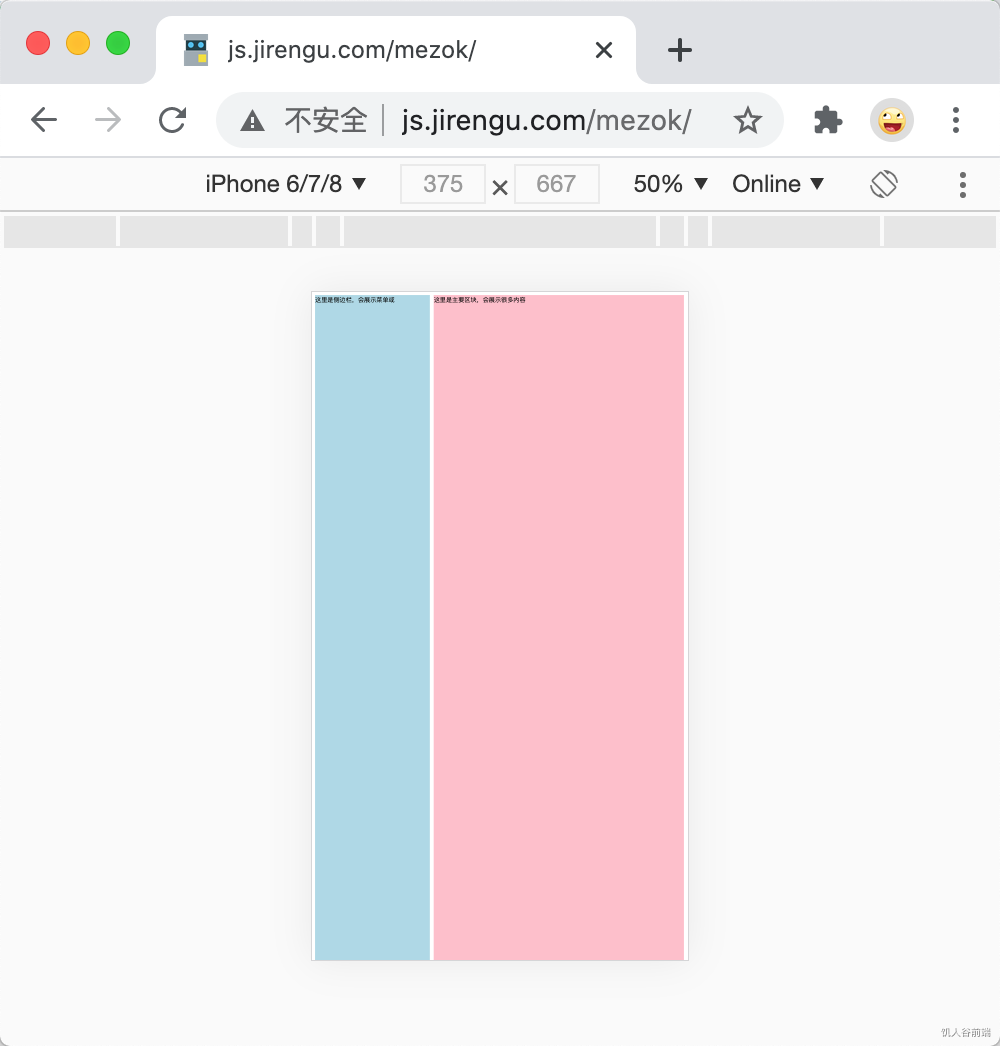 js.jirengu.com/mezok/
不安全 js.jirengu.com/mezok/
iPhone 6/7/8 ▼ 375 × 667 50% ▼ Online ▼
这里是侧边栏，会展示菜单或
这里是主要区块，会展示很多内容
饥人谷前端